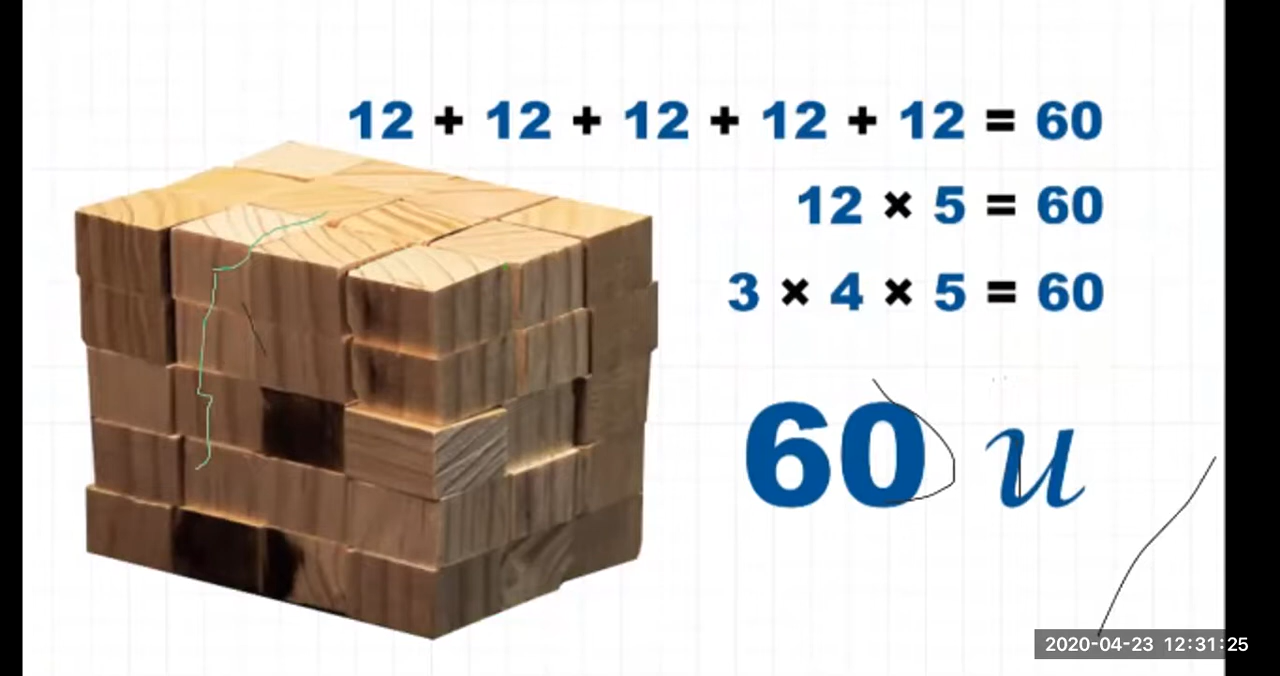 12 + 12 + 12 + 12 + 12 = 60
12 × 5 = 60
3 × 4 × 5 = 60
60 u
2020-04-23 12:31:25